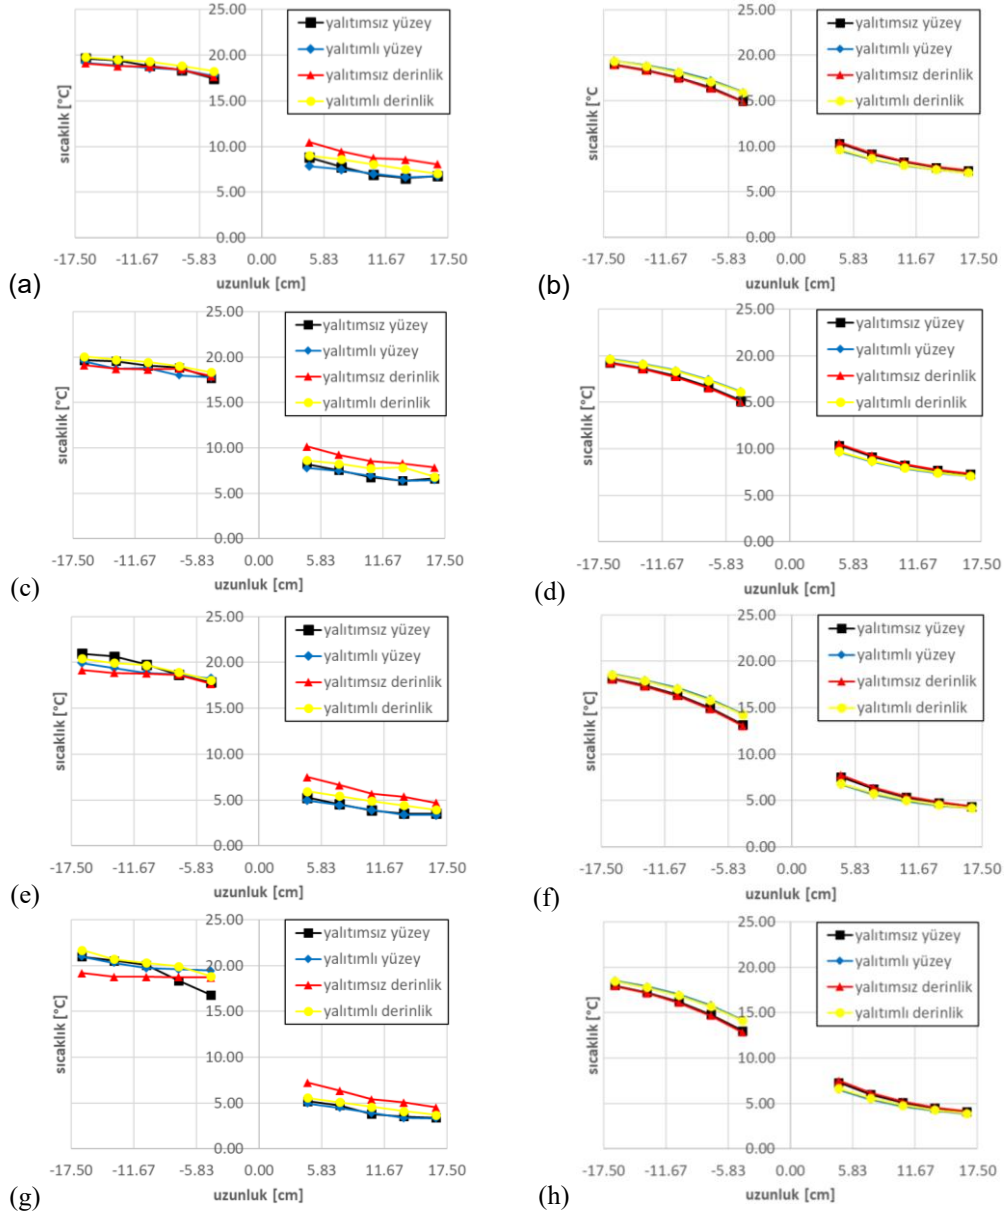 25.00
20.00
15.00
10.00
5.00
0.00
sıcaklık [°C]
yalıtımsız yüzey
yalıtımlı yüzey
yalıtımsız derinlik
yalıtımlı derinlik
-17.50 -11.67 -5.83 0.00 5.83 11.67 17.50
uzunluk [cm]
(a)
25.00
20.00
15.00
10.00
5.00
0.00
sıcaklık [°C
yalıtımsız yüzey
yalıtımlı yüzey
yalıtımsız derinlik
yalıtımlı derinlik
-17.50 -11.67 -5.83 0.00 5.83 11.67 17.50
uzunluk [cm]
(b)
25.00
20.00
15.00
10.00
5.00
0.00
sıcaklık [°C]
yalıtımsız yüzey
yalıtımlı yüzey
yalıtımsız derinlik
yalıtımlı derinlik
-17.50 -11.67 -5.83 0.00 5.83 11.67 17.50
uzunluk [cm]
(c)
25.00
20.00
15.00
10.00
5.00
0.00
sıcaklık [°C]
yalıtımsız yüzey
yalıtımlı yüzey
yalıtımsız derinlik
yalıtımlı derinlik
-17.50 -11.67 -5.83 0.00 5.83 11.67 17.50
uzunluk [cm]
(d)
25.00
20.00
15.00
10.00
5.00
0.00
sıcaklık [°C]
yalıtımsız yüzey
yalıtımlı yüzey
yalıtımsız derinlik
yalıtımlı derinlik
-17.50 -11.67 -5.83 0.00 5.83 11.67 17.50
uzunluk [cm]
(e)
25.00
20.00
15.00
10.00
5.00
0.00
sıcaklık [°C]
yalıtımsız yüzey
yalıtımlı yüzey
yalıtımsız derinlik
yalıtımlı derinlik
-17.50 -11.67 -5.83 0.00 5.83 11.67 17.50
uzunluk [cm]
(f)
25.00
20.00
15.00
10.00
5.00
0.00
sıcaklık [°C]
yalıtımsız yüzey
yalıtımlı yüzey
yalıtımsız derinlik
yalıtımlı derinlik
-17.50 -11.67 -5.83 0.00 5.83 11.67 17.50
uzunluk [cm]
(g)
25.00
20.00
15.00
10.00
5.00
0.00
sıcaklık [°C]
yalıtımsız yüzey
yalıtımlı yüzey
yalıtımsız derinlik
yalıtımlı derinlik
-17.50 -11.67 -5.83 0.00 5.83 11.67 17.50
uzunluk [cm]
(h)